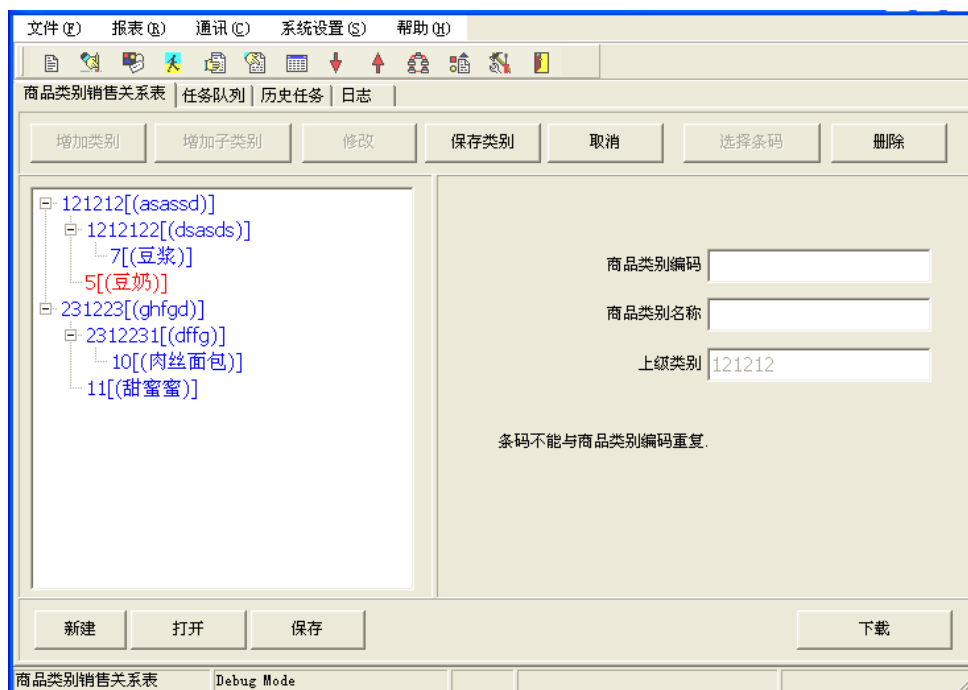 文件(F) 报表(R) 通讯(C) 系统设置(S) 帮助(H)
商品类别销售关系表 任务队列 历史任务 日志
增加类别 增加子类别 修改 保存类别 取消 选择条码 删除
121212[(asassd)]
1212122[(dsasds)]
7[(豆浆)]
5[(豆奶)]
231223[(ghfgd)]
2312231[(dffg)]
10[(肉丝面包)]
11[(甜蜜蜜)]
商品类别编码
商品类别名称
上级类别 121212
条码不能与商品类别编码重复.
新建 打开 保存 下载
商品类别销售关系表 Debug Mode